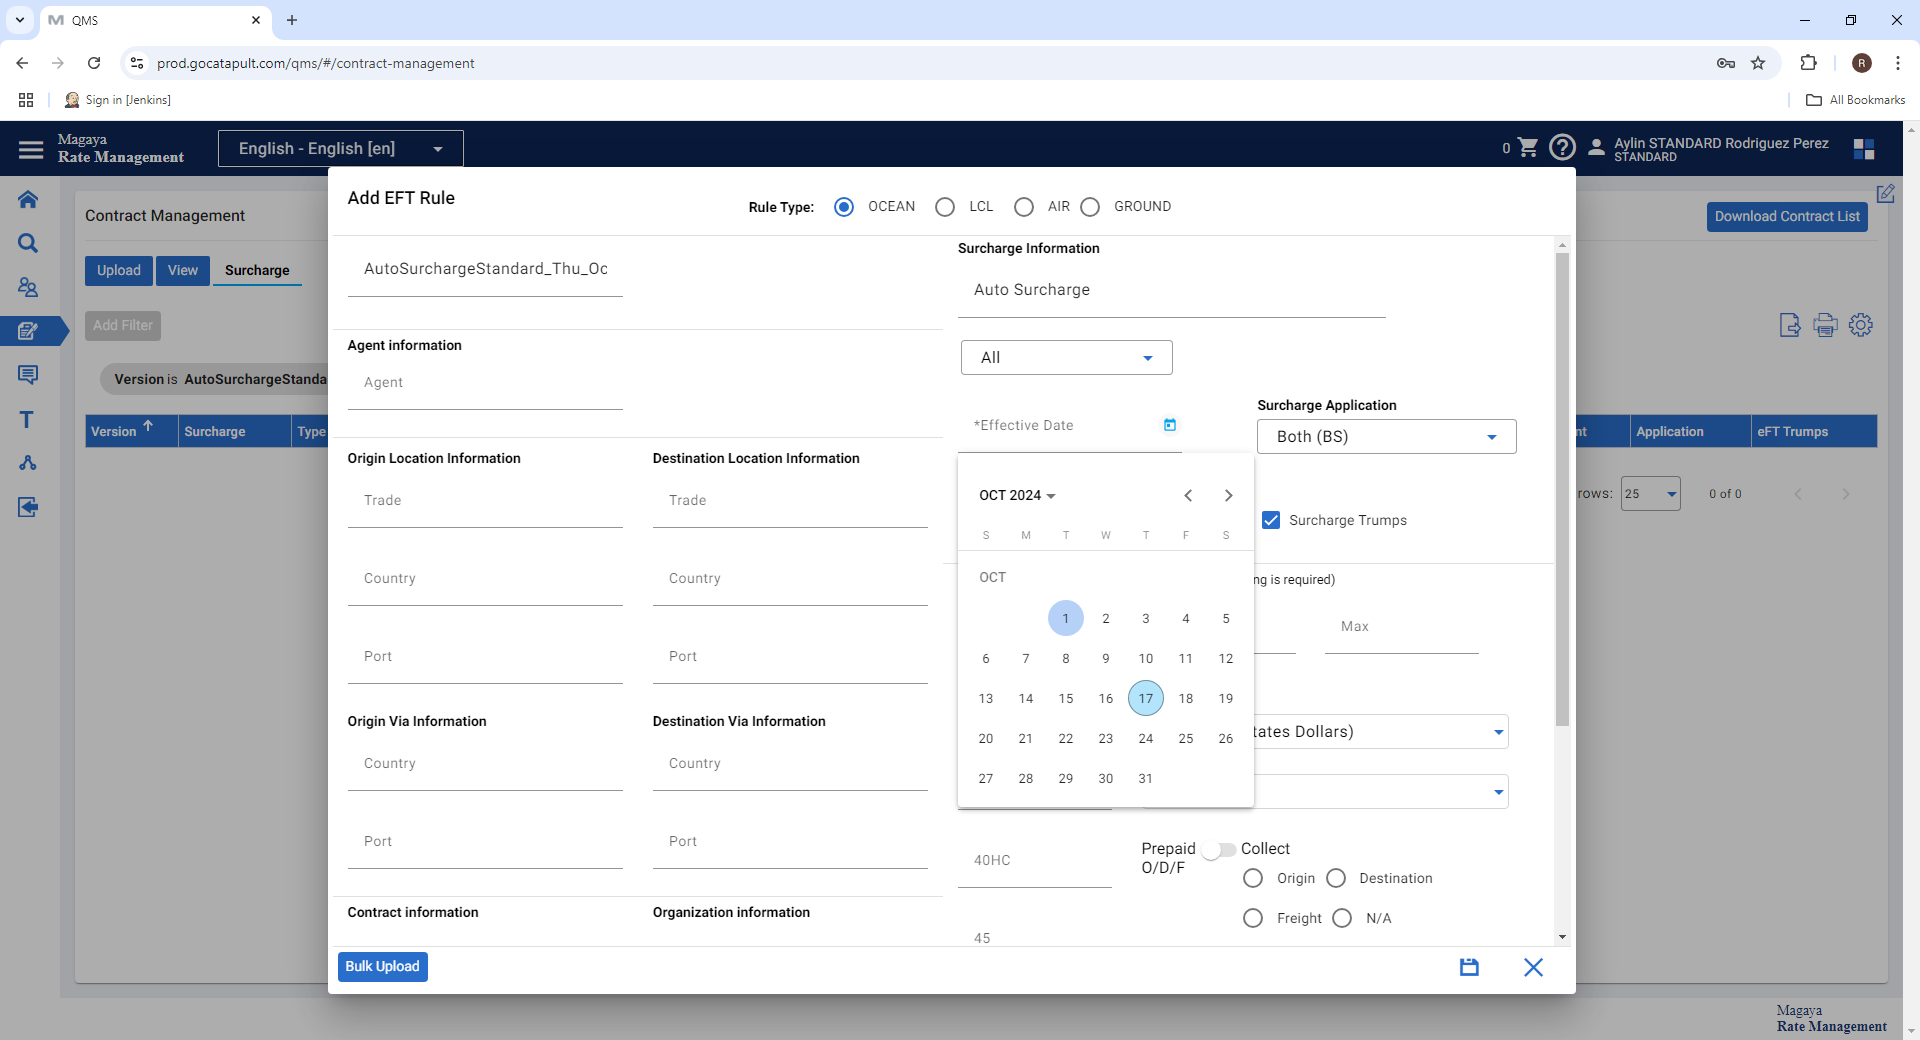 QMS
prod.gocatapult.com/qms/#/contract-management
R
Sign in [Jenkins]
All Bookmarks
Magaya
Rate Management
English - English [en]
0
Aylin STANDARD Rodriguez Perez
STANDARD
Contract Management
Download Contract List
Upload
View
Surcharge
Add Filter
Version is AutoSurchargeStanda
Version
Surcharge
Type
nt
Application
eFT Trumps
rows:
25
0 of 0
Add EFT Rule
Rule Type:
OCEAN
LCL
AIR
GROUND
AutoSurchargeStandard_Thu_Oc
Agent information
Agent
Origin Location Information
Destination Location Information
Trade
Trade
Country
Country
Port
Port
Origin Via Information
Destination Via Information
Country
Country
Port
Port
Contract information
Organization information
Surcharge Information
Auto Surcharge
All
*Effective Date
Surcharge Application
Both (BS)
Surcharge Trumps
OCT 2024
S M T W T F S
OCT
1 2 3 4 5
6 7 8 9 10 11 12
13 14 15 16 17 18 19
20 21 22 23 24 25 26
27 28 29 30 31
ng is required)
Max
tates Dollars)
40HC
Prepaid
Collect
O/D/F
Origin
Destination
Freight
N/A
45
Bulk Upload
Magaya
Rate Management